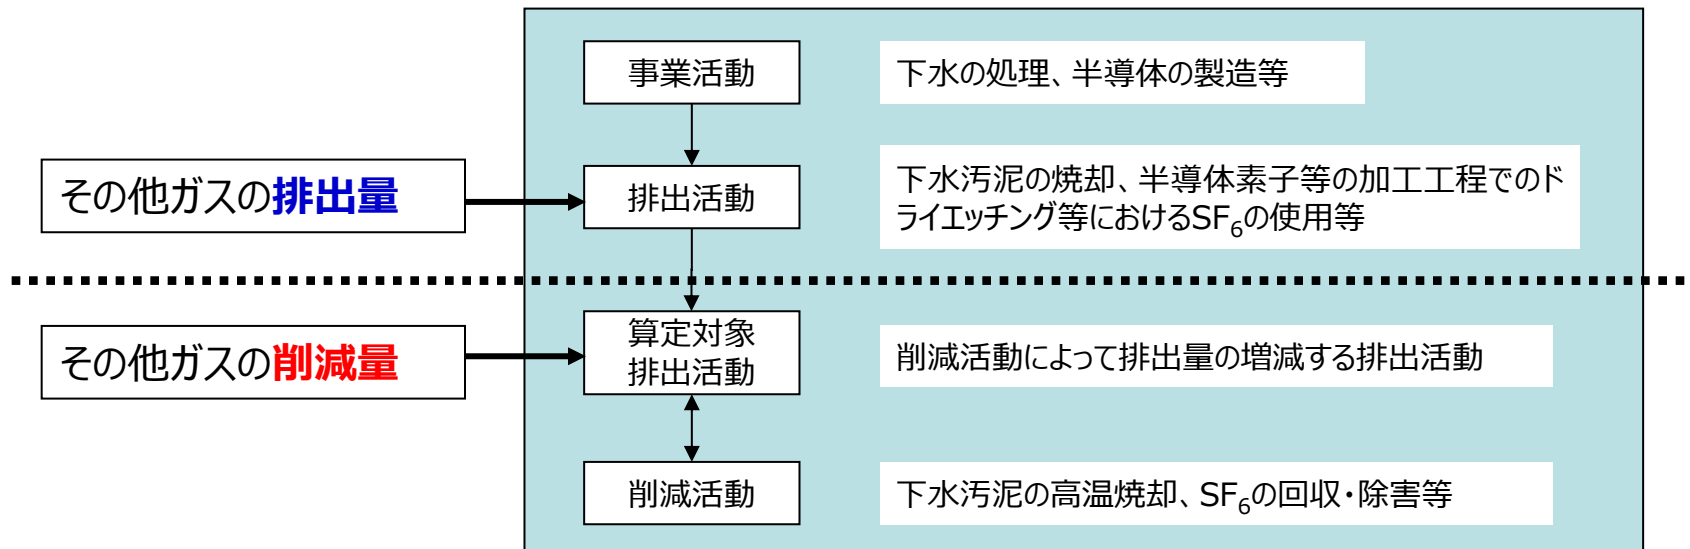 事業活動
下水の処理、半導体の製造等
その他ガスの排出量
排出活動
下水汚泥の焼却、半導体素子等の加工工程でのド
ライエッチング等におけるSF₆の使用等
その他ガスの削減量
算定対象
排出活動
削減活動によって排出量の増減する排出活動
削減活動
下水汚泥の高温焼却、SF₆の回収・除害等